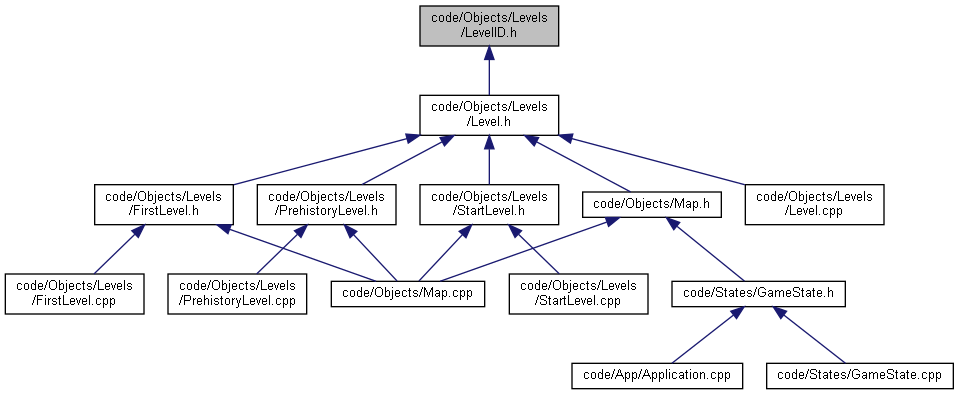 code/Objects/Levels
/LevelID.h
code/Objects/Levels
/Level.h
code/Objects/Levels
/FirstLevel.h
code/Objects/Levels
/PrehistoryLevel.h
code/Objects/Levels
/StartLevel.h
code/Objects/Map.h
code/Objects/Levels
/Level.cpp
code/Objects/Levels
/FirstLevel.cpp
code/Objects/Levels
/PrehistoryLevel.cpp
code/Objects/Map.cpp
code/Objects/Levels
/StartLevel.cpp
code/States/GameState.h
code/App/Application.cpp
code/States/GameState.cpp